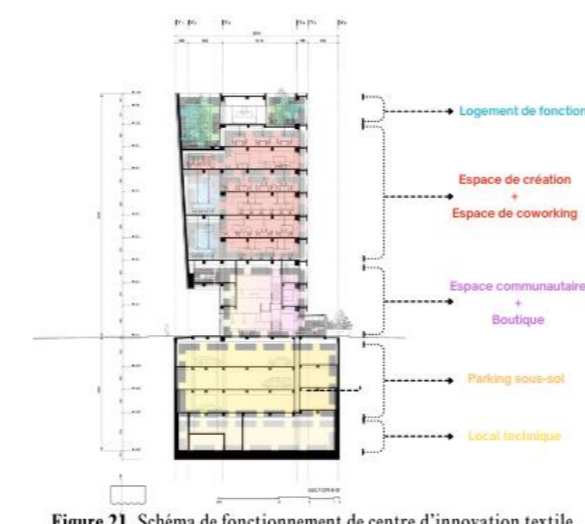 Logement de fonction
Espace de création
+
Espace de coworking
Espace communautaire
+
Boutique
Parking sous-sol
Local technique
Figure 21. Schéma de fonctionnement de centre d'innovation textile